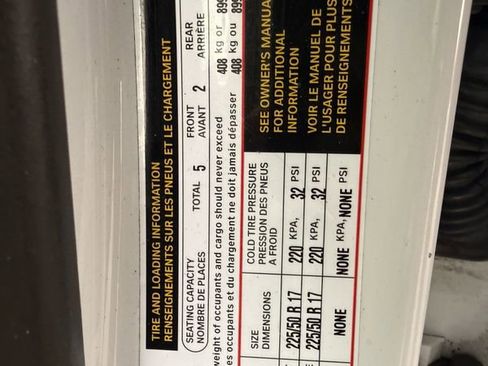 TIRE AND LOADING INFORMATION
RENSEIGNEMENTS SUR LES PNEUS ET LE CHARGEMENT
SEATING CAPACITY
NOMBRE DE PLACES
TOTAL 5
FRONT
AVANT 2
REAR
ARRIÈRE
weight of occupants and cargo should never exceed 408 kg or 899
es occupants et du chargement ne doit jamais dépasser 408 kg ou 899
SIZE
DIMENSIONS
COLD TIRE PRESSURE
PRESSION DES PNEUS
A FROID
SEE OWNER'S MANUAL
FOR ADDITIONAL
INFORMATION
VOIR LE MANUEL DE
L'USAGER POUR PLUS
DE RENSEIGNEMENTS
225/50 R 17 220 KPA, 32 PSI
225/50 R 17 220 KPA, 32 PSI
NONE NONE KPA, NONE PSI